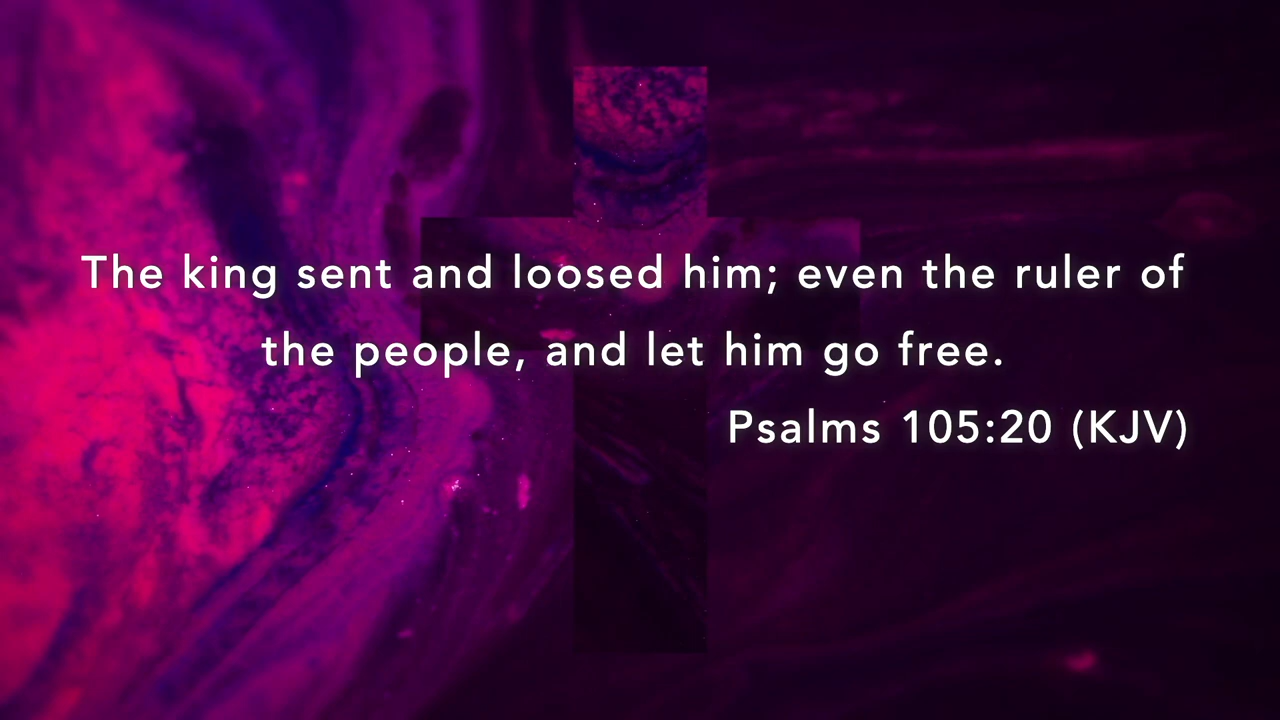 The king sent and loosed him; even the ruler of
the people, and let him go free.
Psalms 105:20 (KJV)